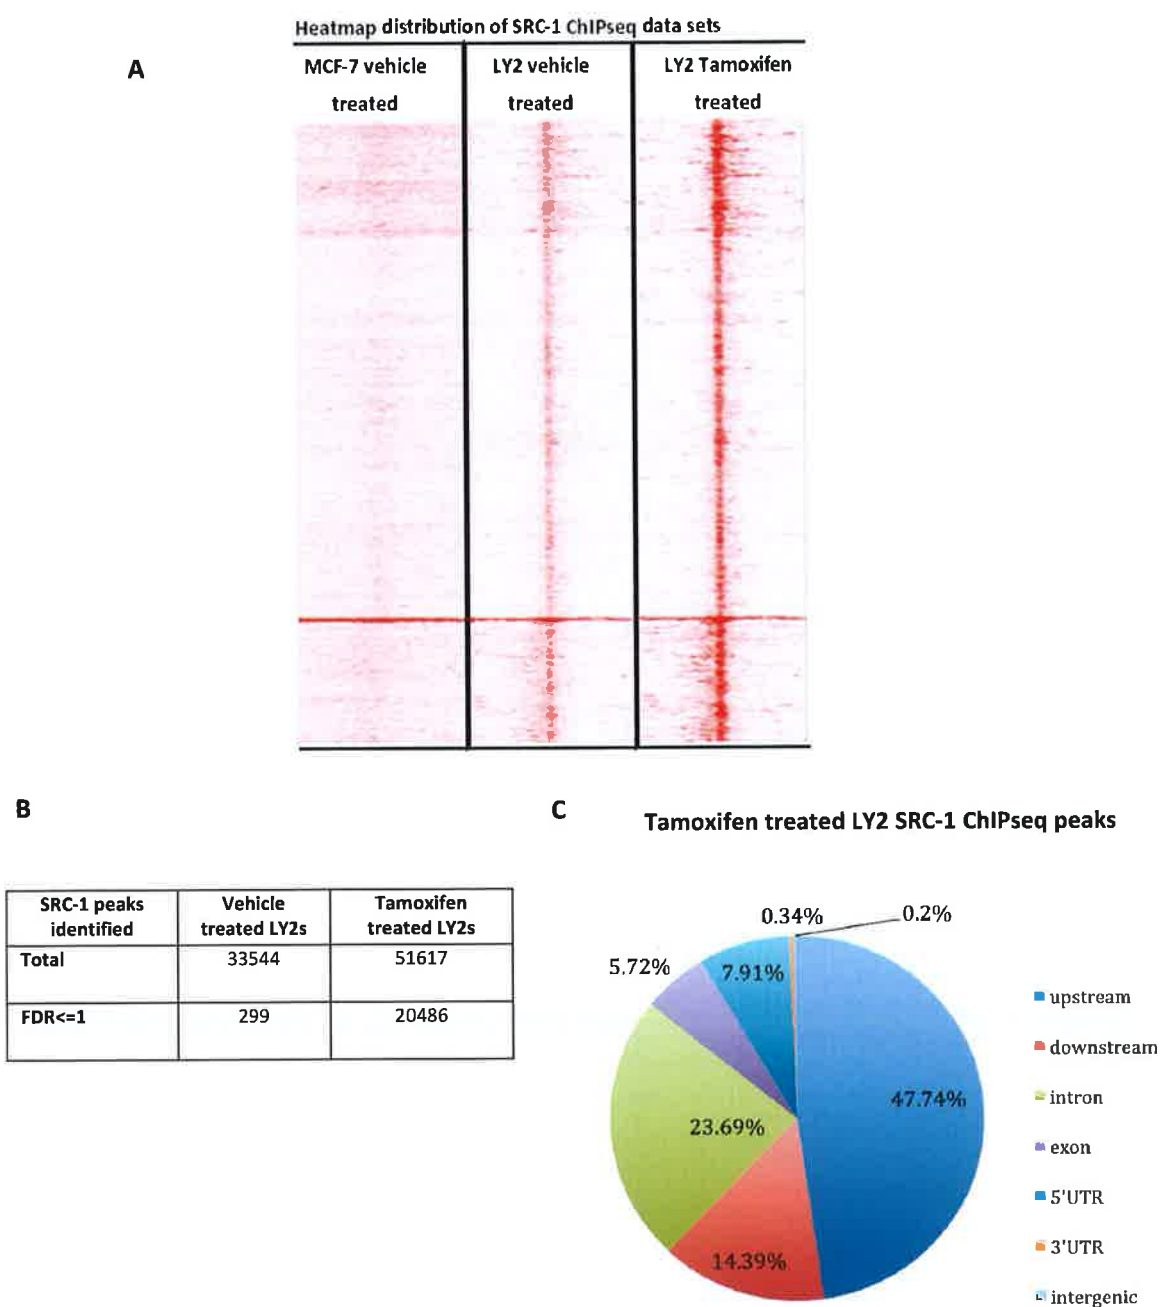 Heatmap distribution of SRC-1 ChIPseq data sets
A
MCF-7 vehicle
treated
LY2 vehicle
treated
LY2 Tamoxifen
treated
B
SRC-1 peaks
identified
Vehicle
treated LY2s
Tamoxifen
treated LY2s
Total
33544
51617
FDR<=1
299
20486
C
Tamoxifen treated LY2 SRC-1 ChIPseq peaks
0.34%
0.2%
5.72%
7.91%
47.74%
23.69%
14.39%
upstream
downstream
intron
exon
5'UTR
3'UTR
intergenic